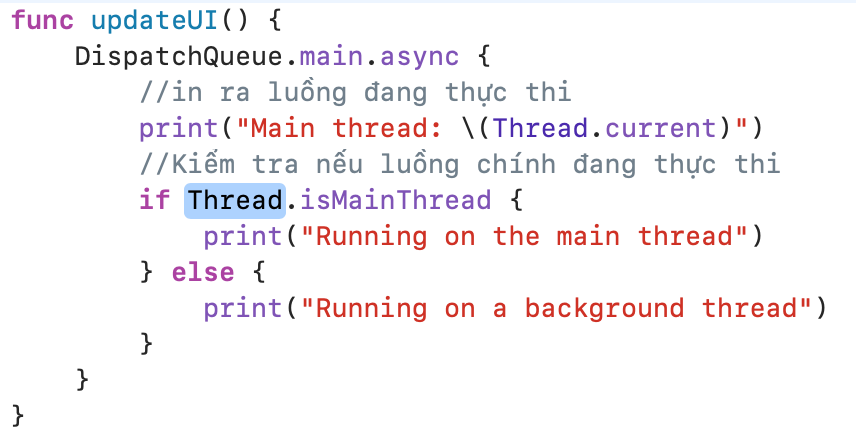 func updateUI() {
    DispatchQueue.main.async {
        //in ra luồng đang thực thi
        print("Main thread: \(Thread.current)")
        //Kiểm tra nếu luồng chính đang thực thi
        if Thread.isMainThread {
            print("Running on the main thread")
        } else {
            print("Running on a background thread")
        }
    }
}